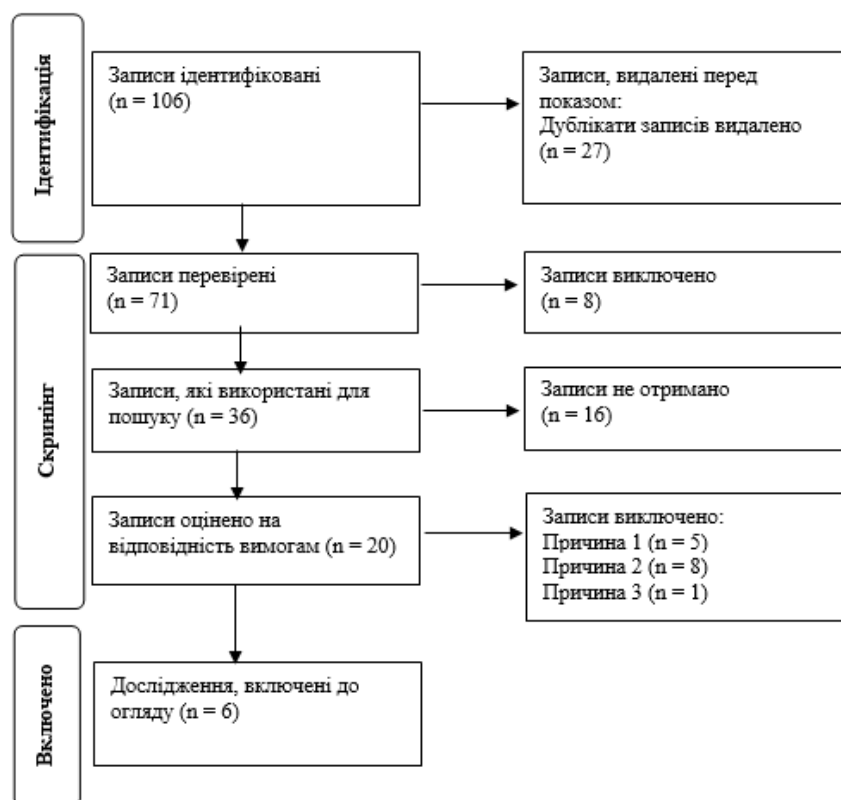 Ідентифікація
Записи ідентифіковані
(n = 106)
Записи, видалені перед
показом:
Дублікати записів видалено
(n = 27)
Скринінг
Записи перевірені
(n = 71)
Записи виключено
(n = 8)
Записи, які використані для
пошуку (n = 36)
Записи не отримано
(n = 16)
Записи оцінено на
відповідність вимогам (n = 20)
Записи виключено:
Причина 1 (n = 5)
Причина 2 (n = 8)
Причина 3 (n = 1)
Включено
Дослідження, включені до
огляду (n = 6)